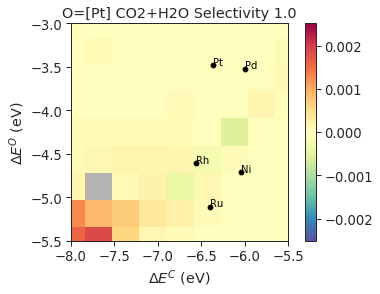 O=[Pt] CO2+H2O Selectivity 1.0
−3.0
−3.5
−4.0
−4.5
−5.0
−5.5
ΔE^O (eV)
Pt
Pd
Rh
Ni
Ru
−8.0 −7.5 −7.0 −6.5 −6.0 −5.5
ΔE^C (eV)
0.002
0.001
0.000
−0.001
−0.002